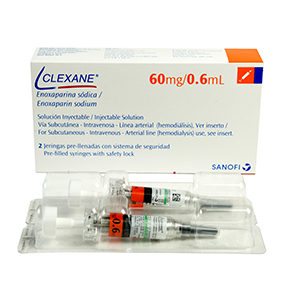 CLEXANE®
60mg/0.6mL
Enoxaparina sódica /
Enoxaparin sodium
Solución Inyectable / Injectable Solution
Vía Subcutánea - Intravenosa - Línea arterial (hemodiálisis). Ver inserto /
For Subcutaneous - Intravenous - Arterial line (hemodialysis) use, see insert.
2 Jeringas pre-llenadas con sistema de seguridad
Pre-filled syringes with safety lock
SANOFI
0.6